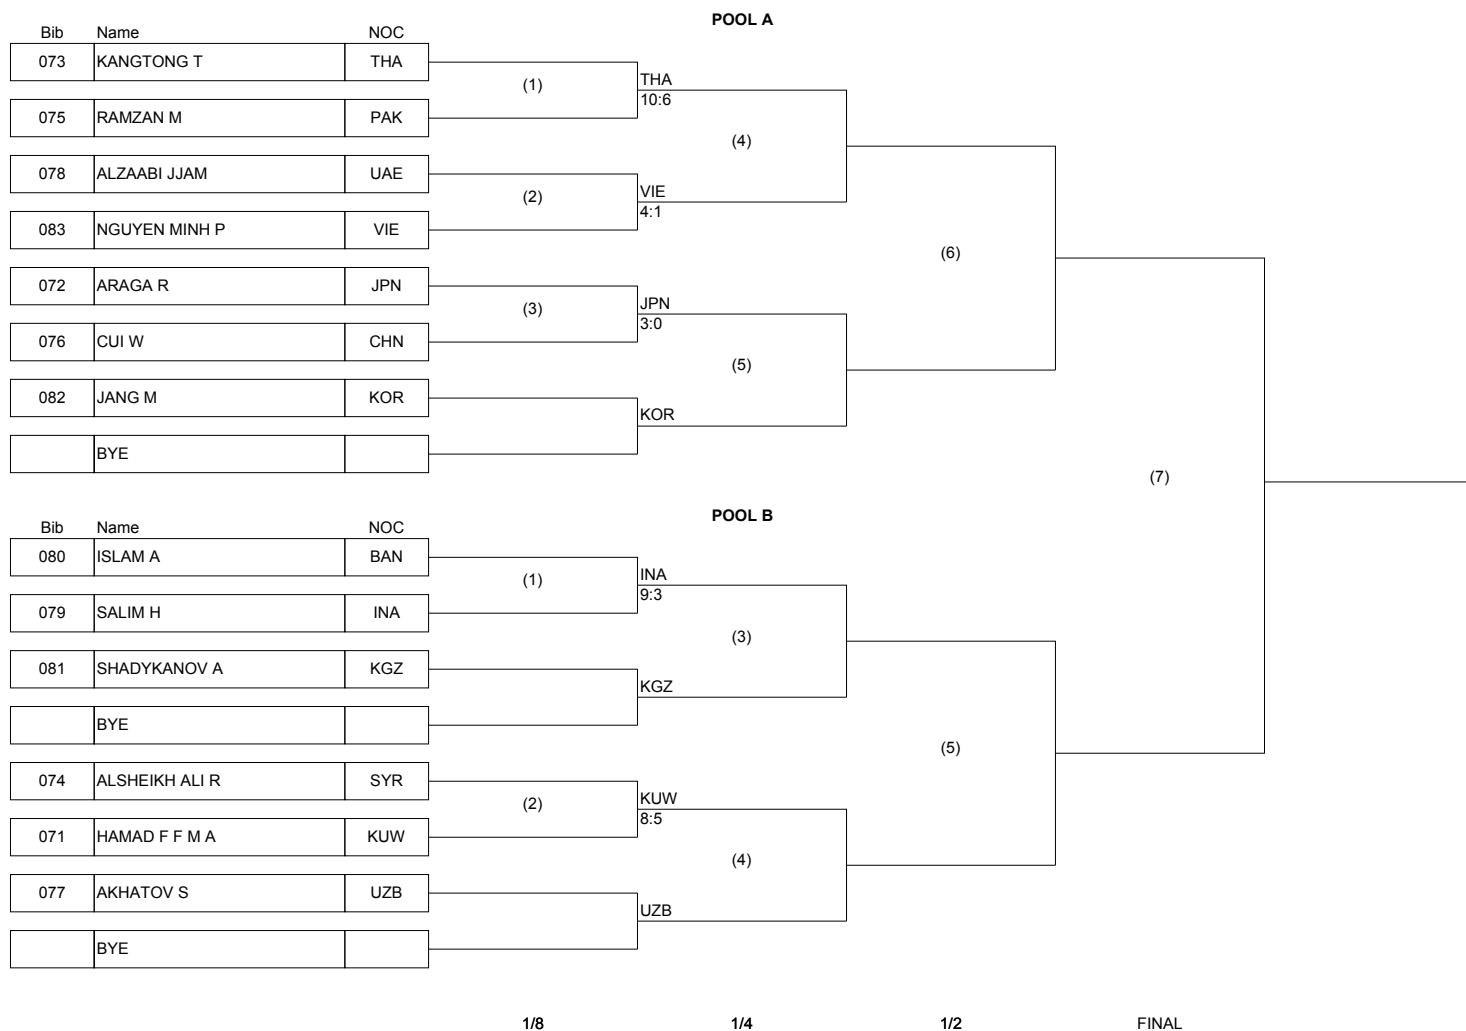 POOL A
Bib Name NOC
073 KANGTONG T THA
(1)
THA
10:6
075 RAMZAN M PAK
(4)
078 ALZAABI JJAM UAE
(2)
VIE
4:1
083 NGUYEN MINH P VIE
(6)
072 ARAGA R JPN
(3)
JPN
3:0
076 CUI W CHN
(5)
082 JANG M KOR
KOR
BYE
(7)
POOL B
Bib Name NOC
080 ISLAM A BAN
(1)
INA
9:3
079 SALIM H INA
(3)
081 SHADYKANOV A KGZ
KGZ
BYE
(5)
074 ALSHEIKH ALI R SYR
(2)
KUW
8:5
071 HAMAD F F M A KUW
(4)
077 AKHATOV S UZB
UZB
BYE
1/8 1/4 1/2 FINAL